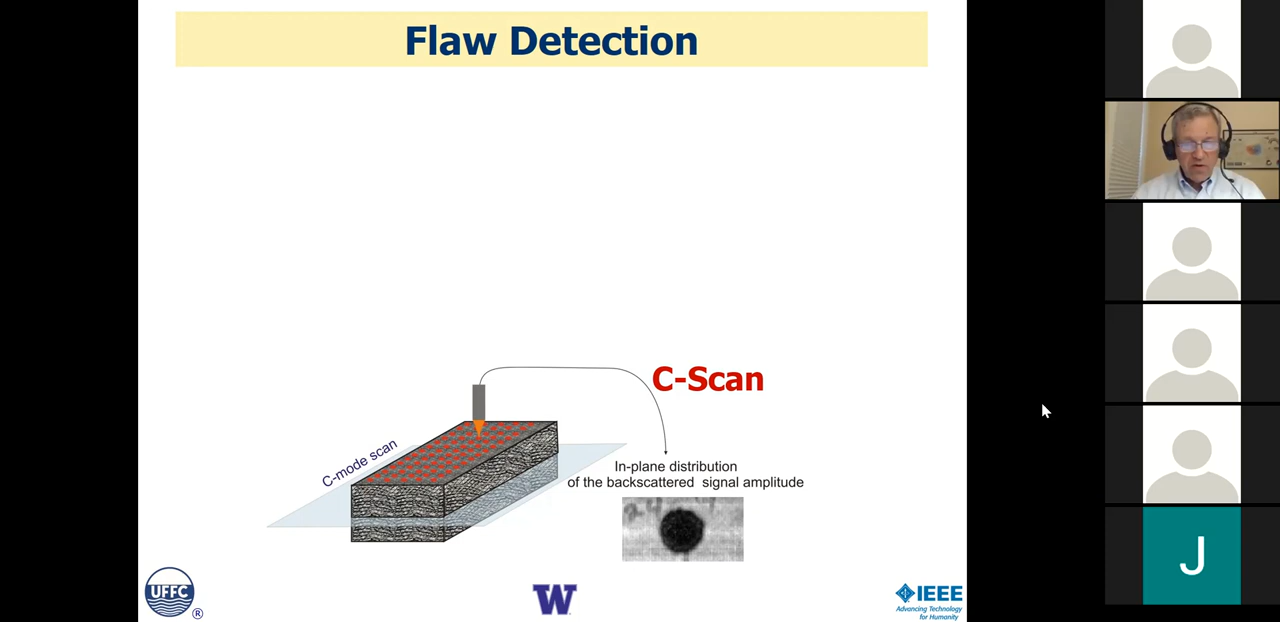 Flaw Detection
C-Scan
C-mode scan
In-plane distribution
of the backscattered signal amplitude
UFFC
®
W
IEEE
Advancing Technology
for Humanity
J